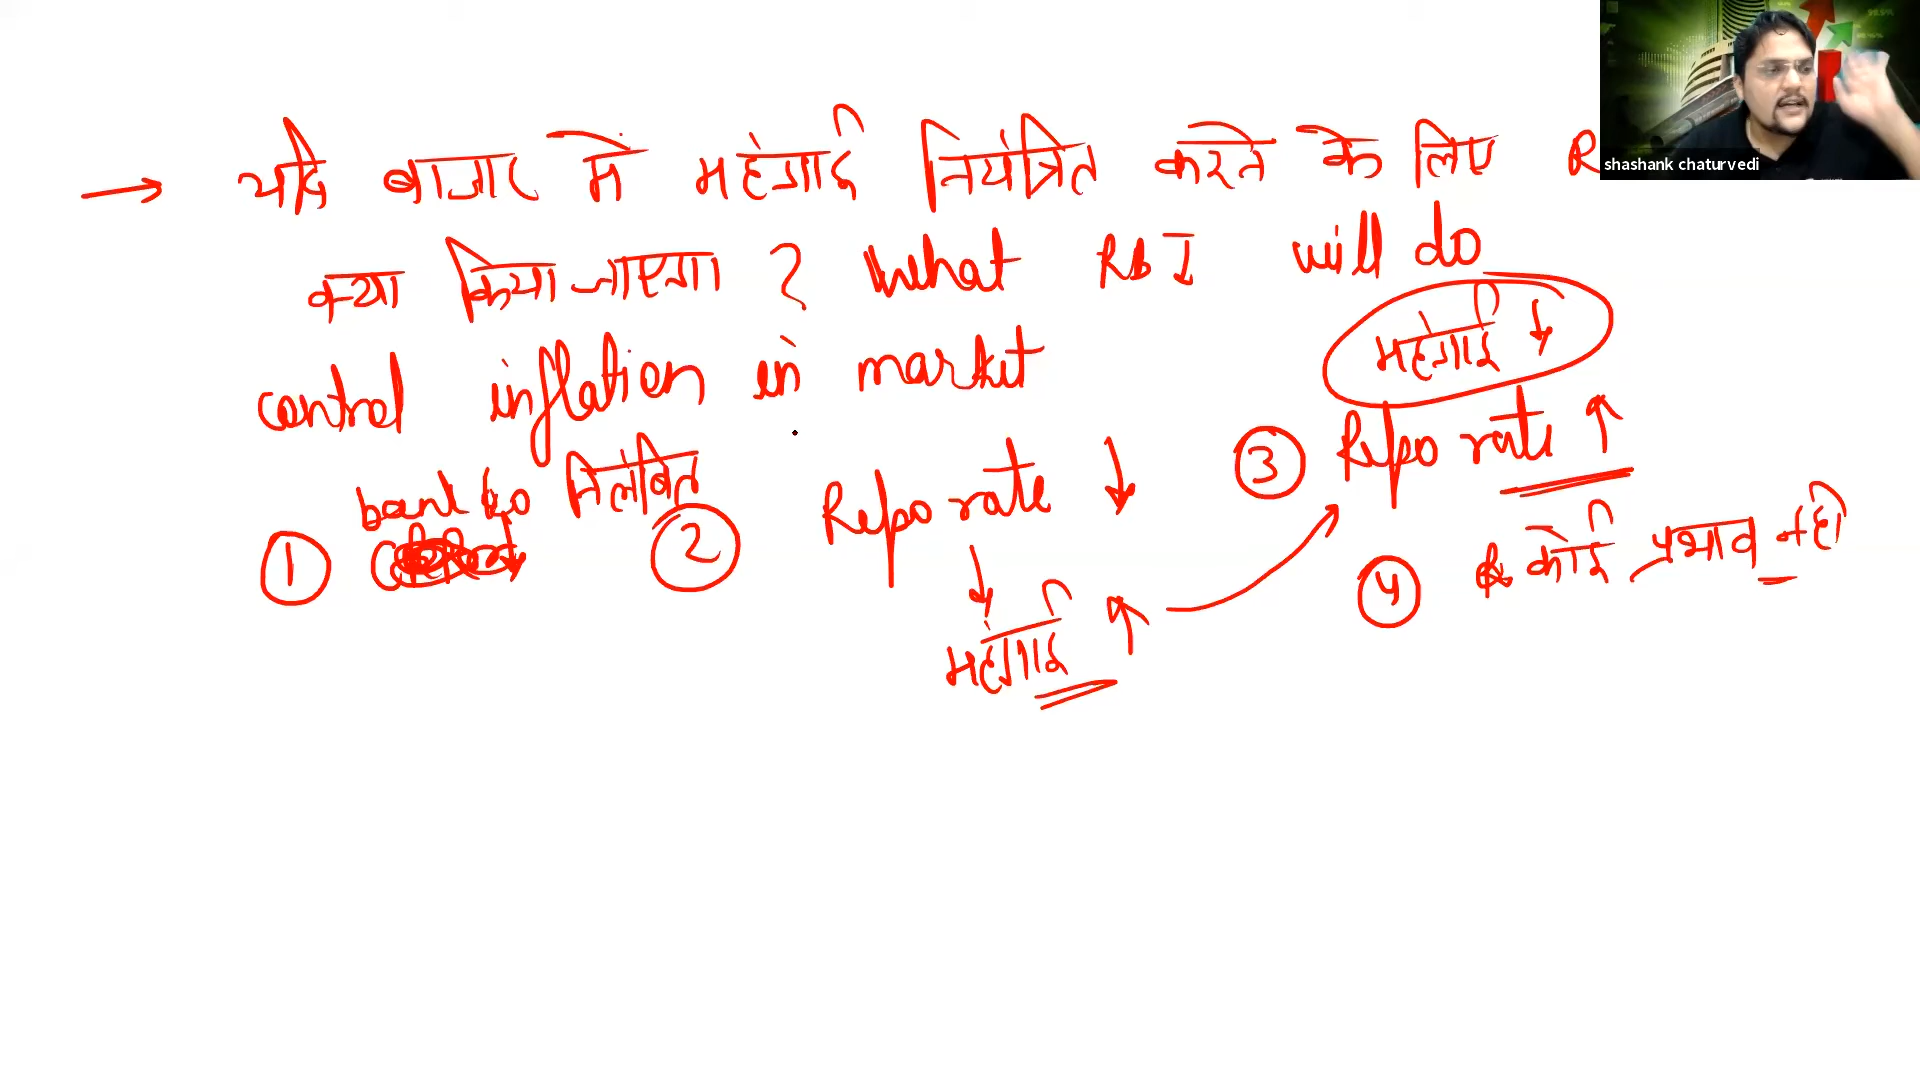 → यदि बाजार में महंगाई नियंत्रित करने के लिए R
shashank chaturvedi
क्या किया जाएगा ? What RBI will do
control inflation in market
महंगाई ↓
bank ko निलंबित
① ② Repo rate ↓
③ Repo rate ↑
महंगाई ↑
④ कोई प्रभाव नही